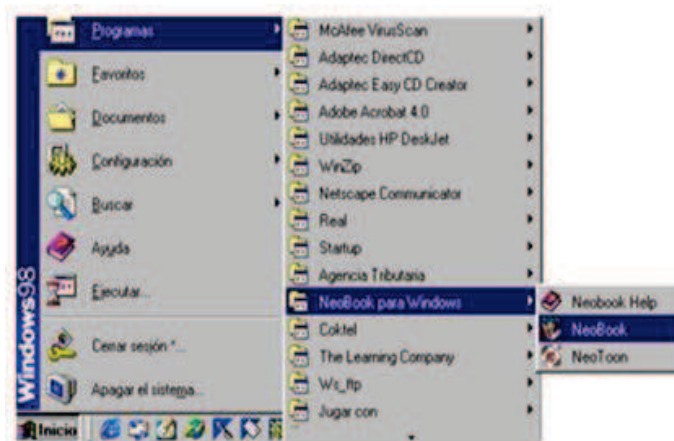 Programas
Favoritos
Documentos
Configuración
Buscar
Ayuda
Ejecutar...
Cerrar sesión "...
Apagar el sistema...
Windows98
Inicio
McAfee VirusScan
Adaptec DirectCD
Adaptec Easy CD Creator
Adobe Acrobat 4.0
Utilidades HP DeskJet
WinZip
Netscape Communicator
Real
Startup
Agencia Tributaria
NeoBook para Windows
Coktel
The Learning Company
Ws_ftp
Jugar con
Neobook Help
NeoBook
NeoToon